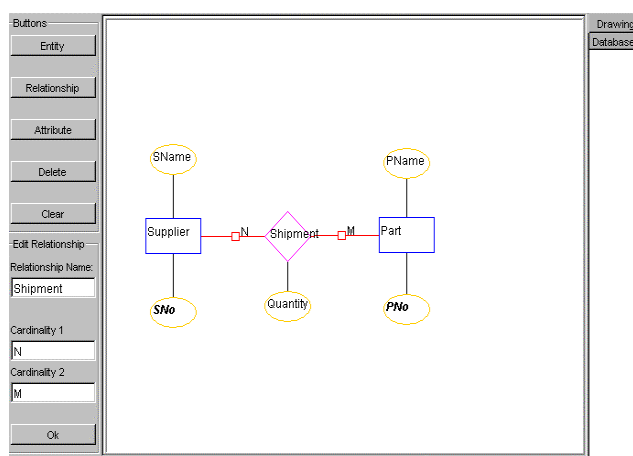 Buttons
Entity
Relationship
Attribute
Delete
Clear
Edit Relationship
Relationship Name:
Shipment
Cardinality 1
N
Cardinality 2
M
Ok
SName
PName
Supplier
N
Shipment
M
Part
SNo
Quantity
PNo
Drawing
Database